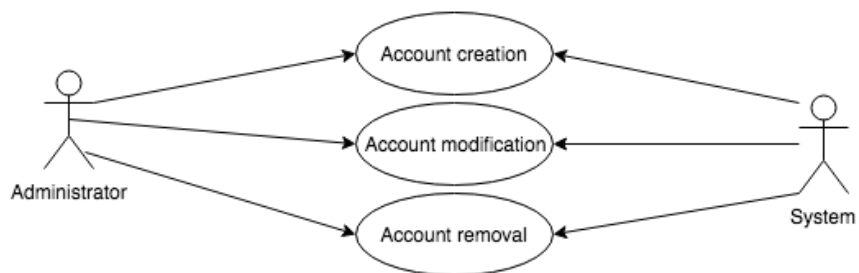 Account creation
Account modification
Administrator
System
Account removal